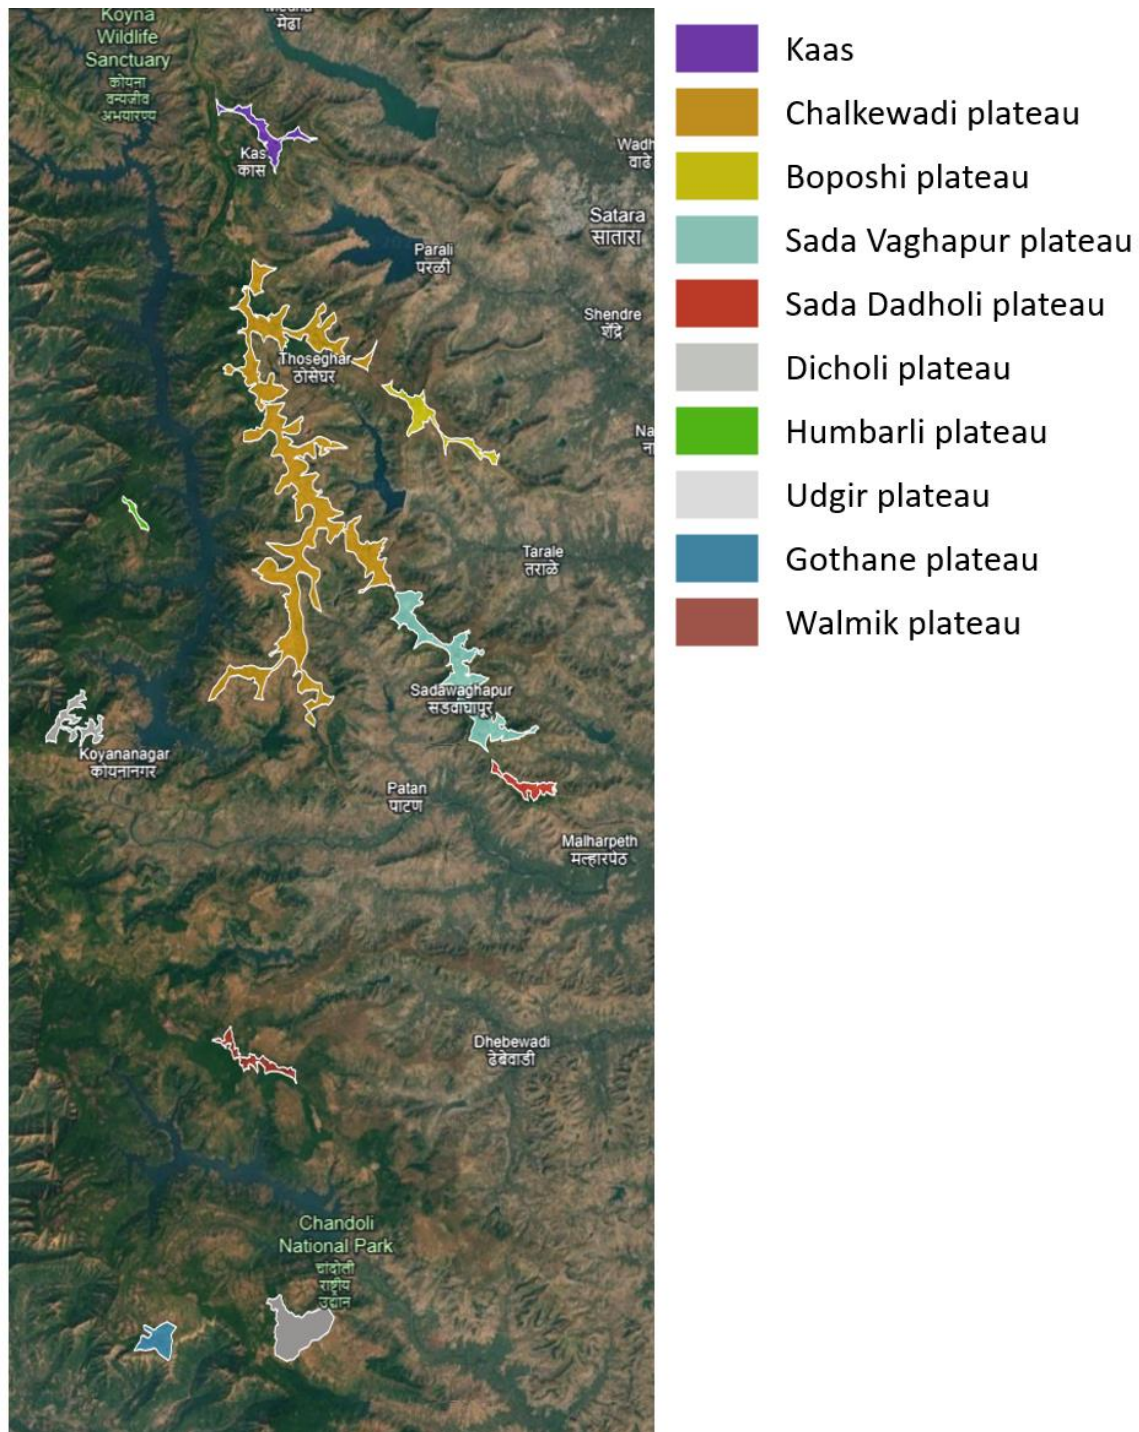 Koyna
Wildlife
Sanctuary
कोयना
वन्यजीव
अभयारण्य
मेढा
Kas
कास
Wadh
वाढे
Satara
सातारा
Parali
परळी
Shendre
शेंद्रे
Thoseghar
ठोसेघर
Na
ना
Tarale
तराळे
Sadawaghapur
सडवाघापूर
Koyananagar
कोयनानगर
Patan
पाटण
Malharpeth
मल्हारपेठ
Dhebewadi
ढेबेवाडी
Chandoli
National Park
चांदोली
राष्ट्रीय
उद्यान
Kaas
Chalkewadi plateau
Boposhi plateau
Sada Vaghapur plateau
Sada Dadholi plateau
Dicholi plateau
Humbarli plateau
Udgir plateau
Gothane plateau
Walmik plateau